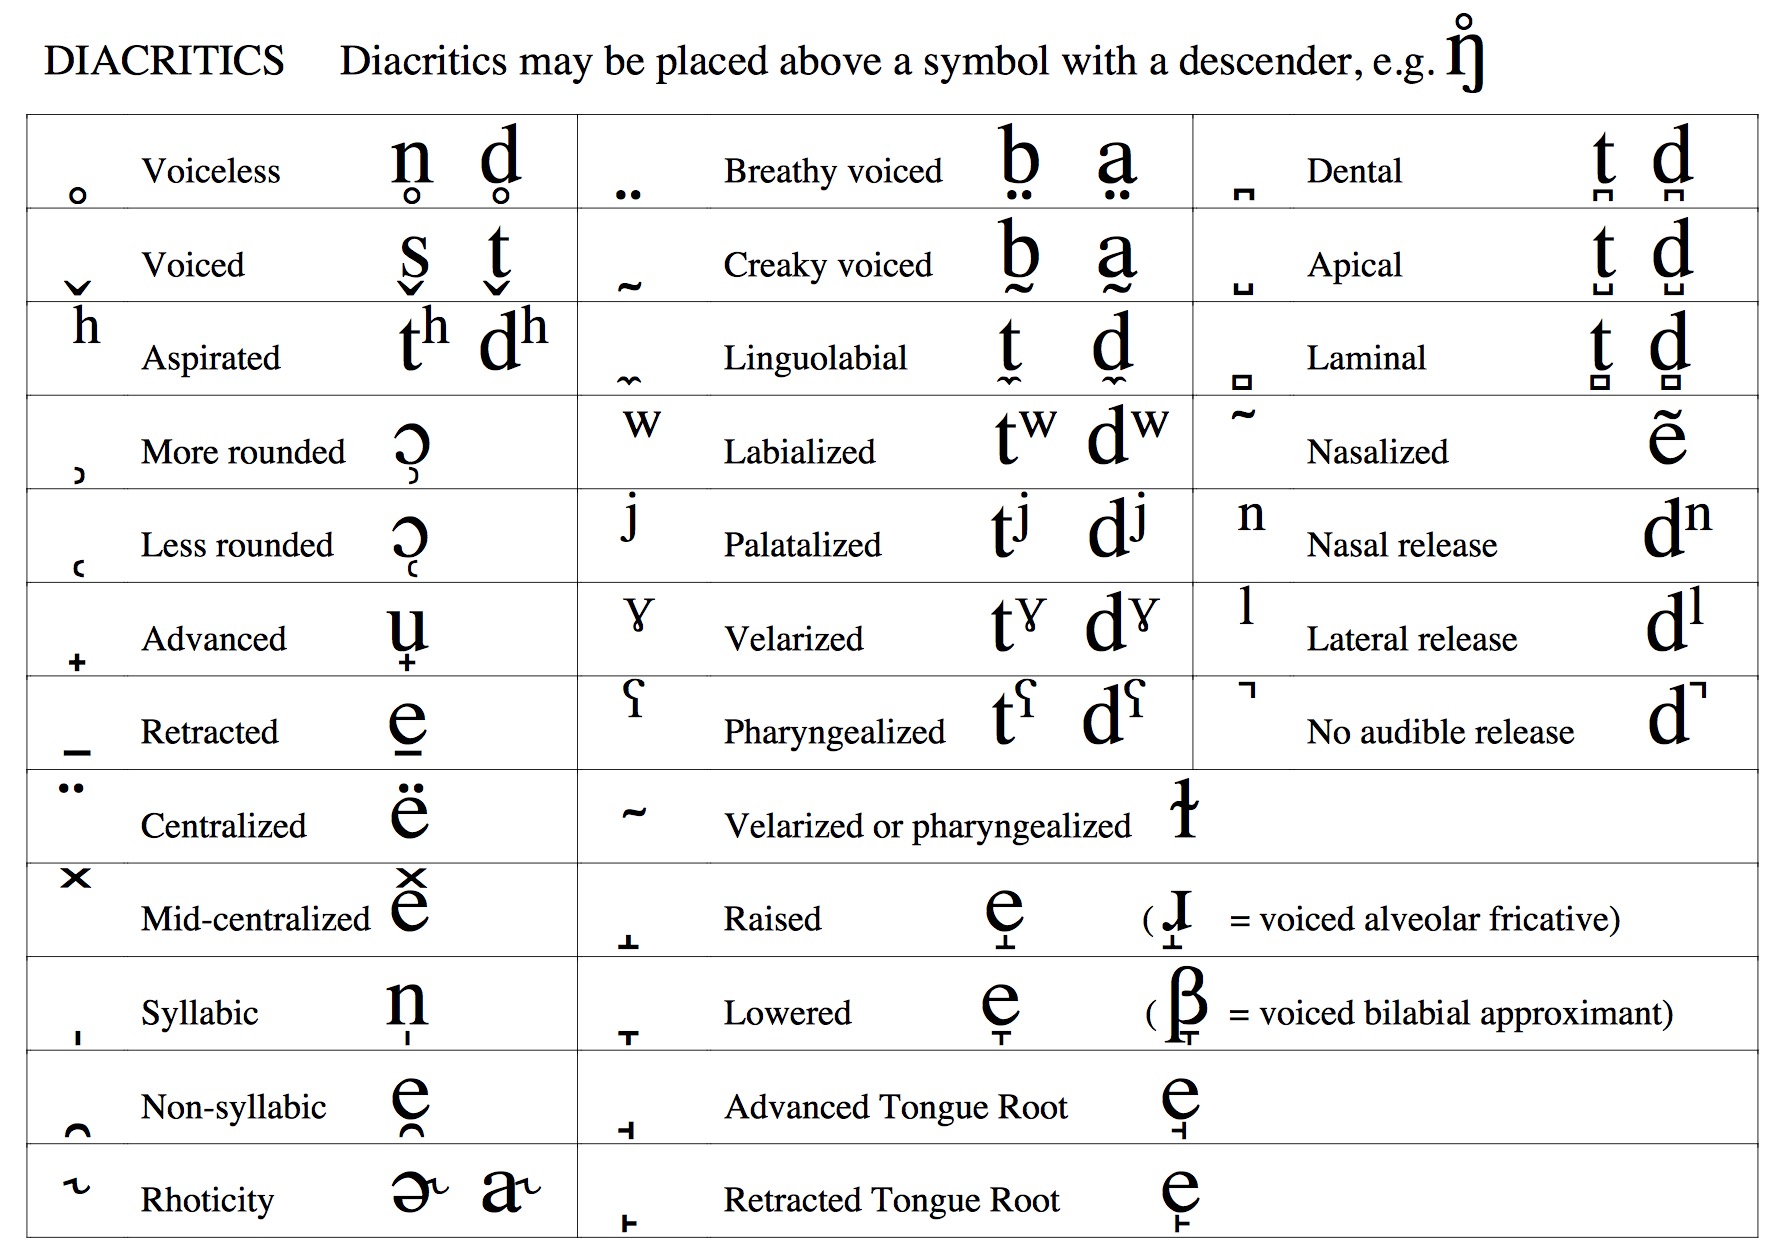 DIACRITICS Diacritics may be placed above a symbol with a descender, e.g. ŋ̊
̥ Voiceless n̥ d̥ ̤ Breathy voiced b̤ a̤ ̪ Dental t̪ d̪
̬ Voiced s̬ t̬ ̰ Creaky voiced b̰ a̰ ̺ Apical t̺ d̺
ʰ Aspirated tʰ dʰ ̼ Linguolabial t̼ d̼ ̻ Laminal t̻ d̻
̹ More rounded ɔ̹ ʷ Labialized tʷ dʷ ̃ Nasalized ẽ
̜ Less rounded ɔ̜ ʲ Palatalized tʲ dʲ ⁿ Nasal release dⁿ
̟ Advanced u̟ ˠ Velarized tˠ dˠ ˡ Lateral release dˡ
̠ Retracted e̠ ˤ Pharyngealized tˤ dˤ ̚ No audible release d̚
̈ Centralized ë ̴ Velarized or pharyngealized ɫ
̽ Mid-centralized e̽ ̝ Raised e̝ (ɹ̝ = voiced alveolar fricative)
̩ Syllabic n̩ ̞ Lowered e̞ (β̞ = voiced bilabial approximant)
̯ Non-syllabic e̯ ̘ Advanced Tongue Root e̘
˞ Rhoticity ɚ a˞ ̙ Retracted Tongue Root e̙